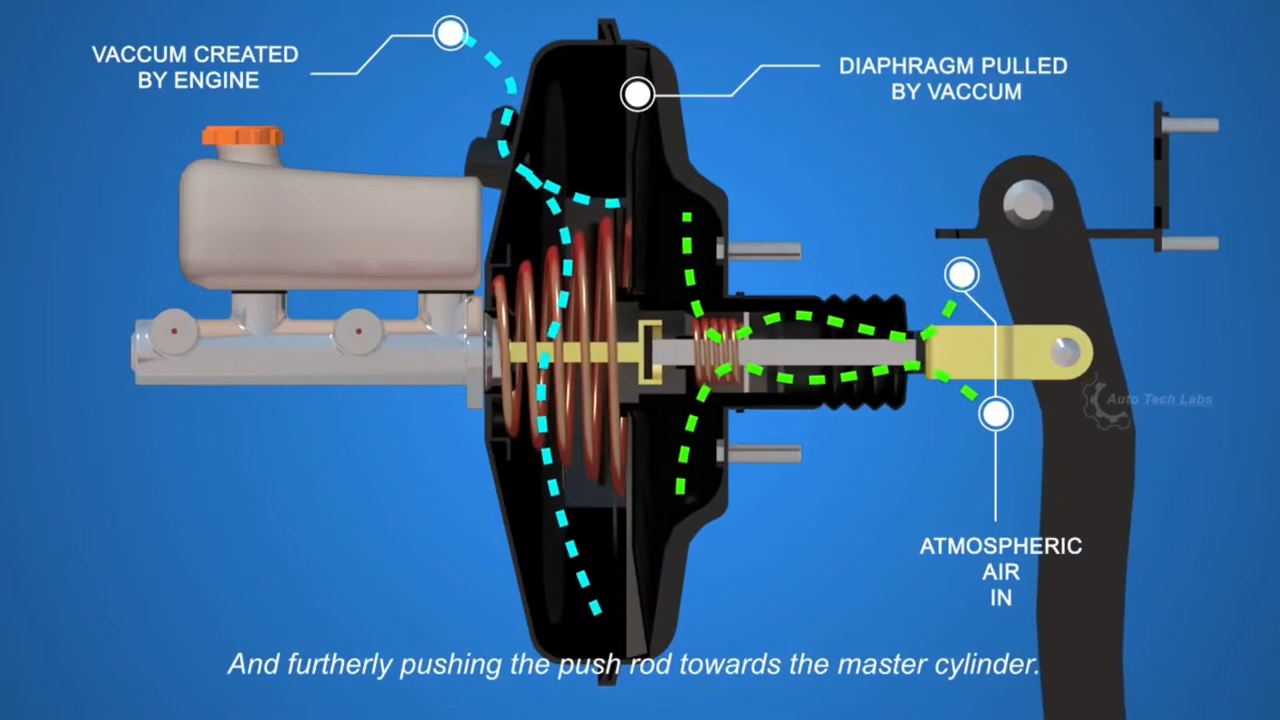 VACCUM CREATED
BY ENGINE
DIAPHRAGM PULLED
BY VACCUM
Auto Tech Labs
ATMOSPHERIC
AIR
IN
And furtherly pushing the push rod towards the master cylinder.